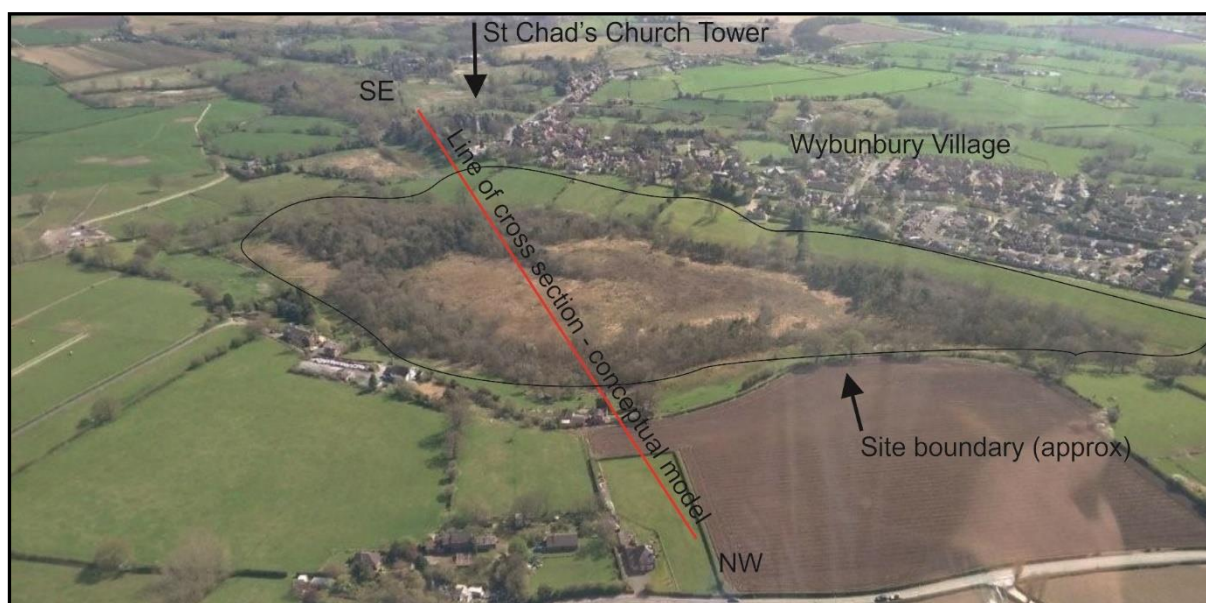 St Chad's Church Tower
SE
Wybunbury Village
Line of cross section - conceptual model
Site boundary (approx)
NW